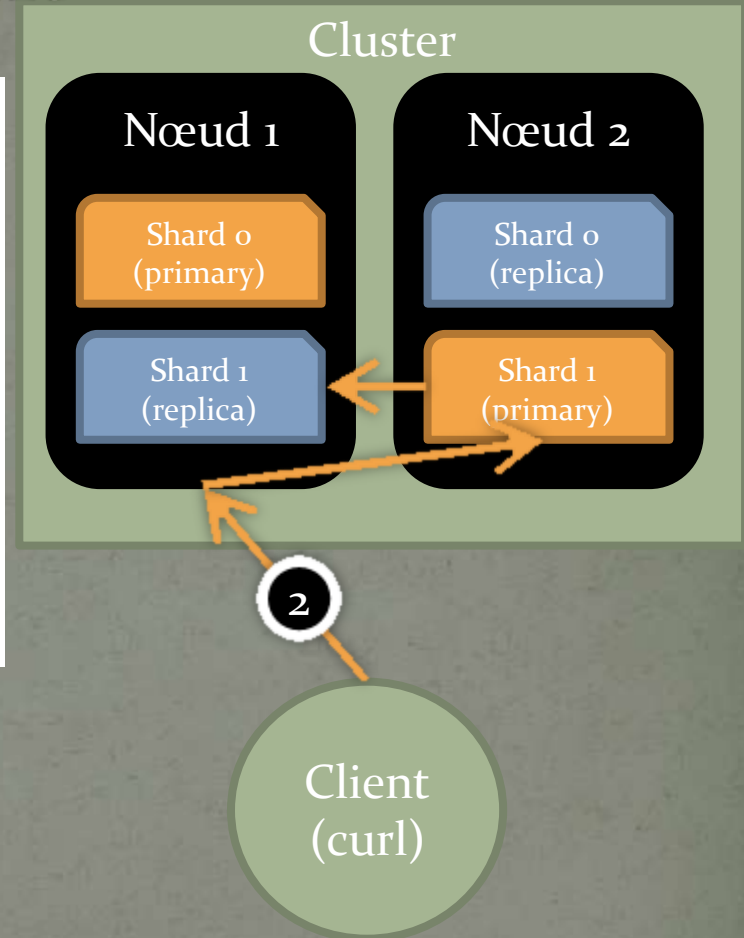 Cluster
Nœud 1
Nœud 2
Shard 0
(primary)
Shard 0
(replica)
Shard 1
(replica)
Shard 1
(primary)
2
Client
(curl)